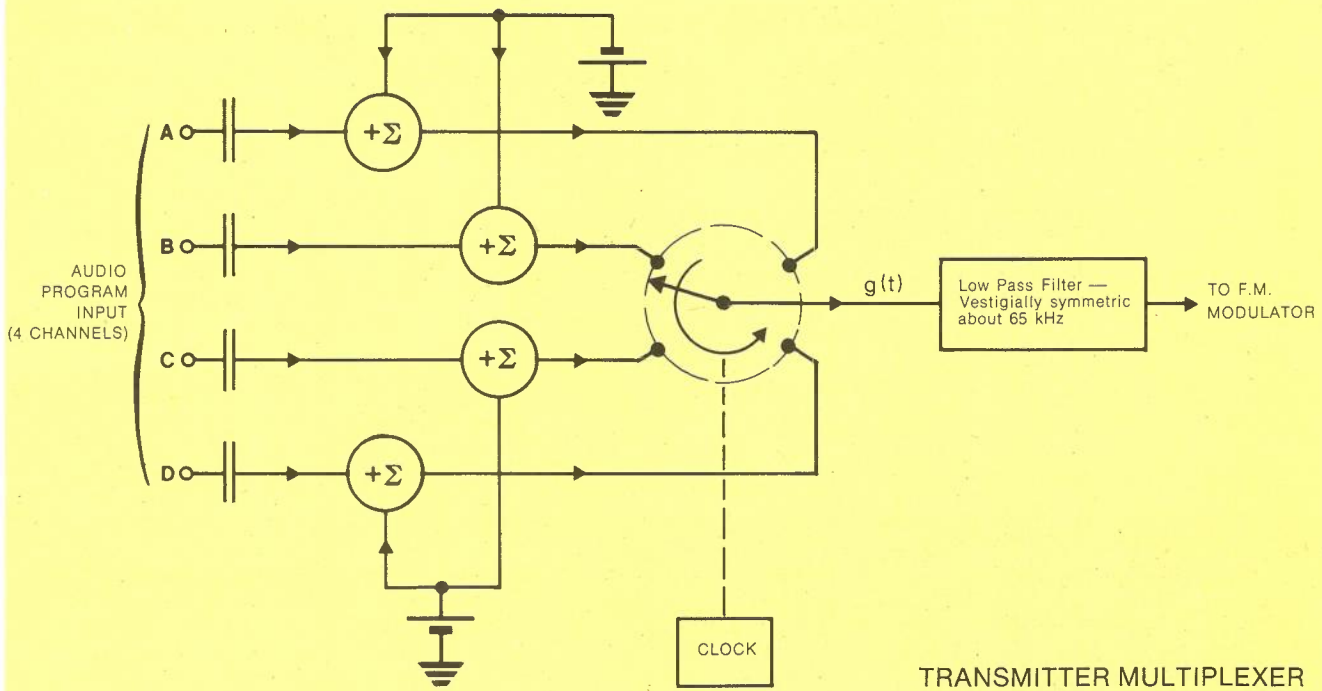 A
+Σ
B
+Σ
AUDIO
PROGRAM
INPUT
(4 CHANNELS)
g(t)
Low Pass Filter —
Vestigially symmetric
about 65 kHz
TO F.M.
MODULATOR
C
+Σ
D
+Σ
CLOCK
TRANSMITTER MULTIPLEXER